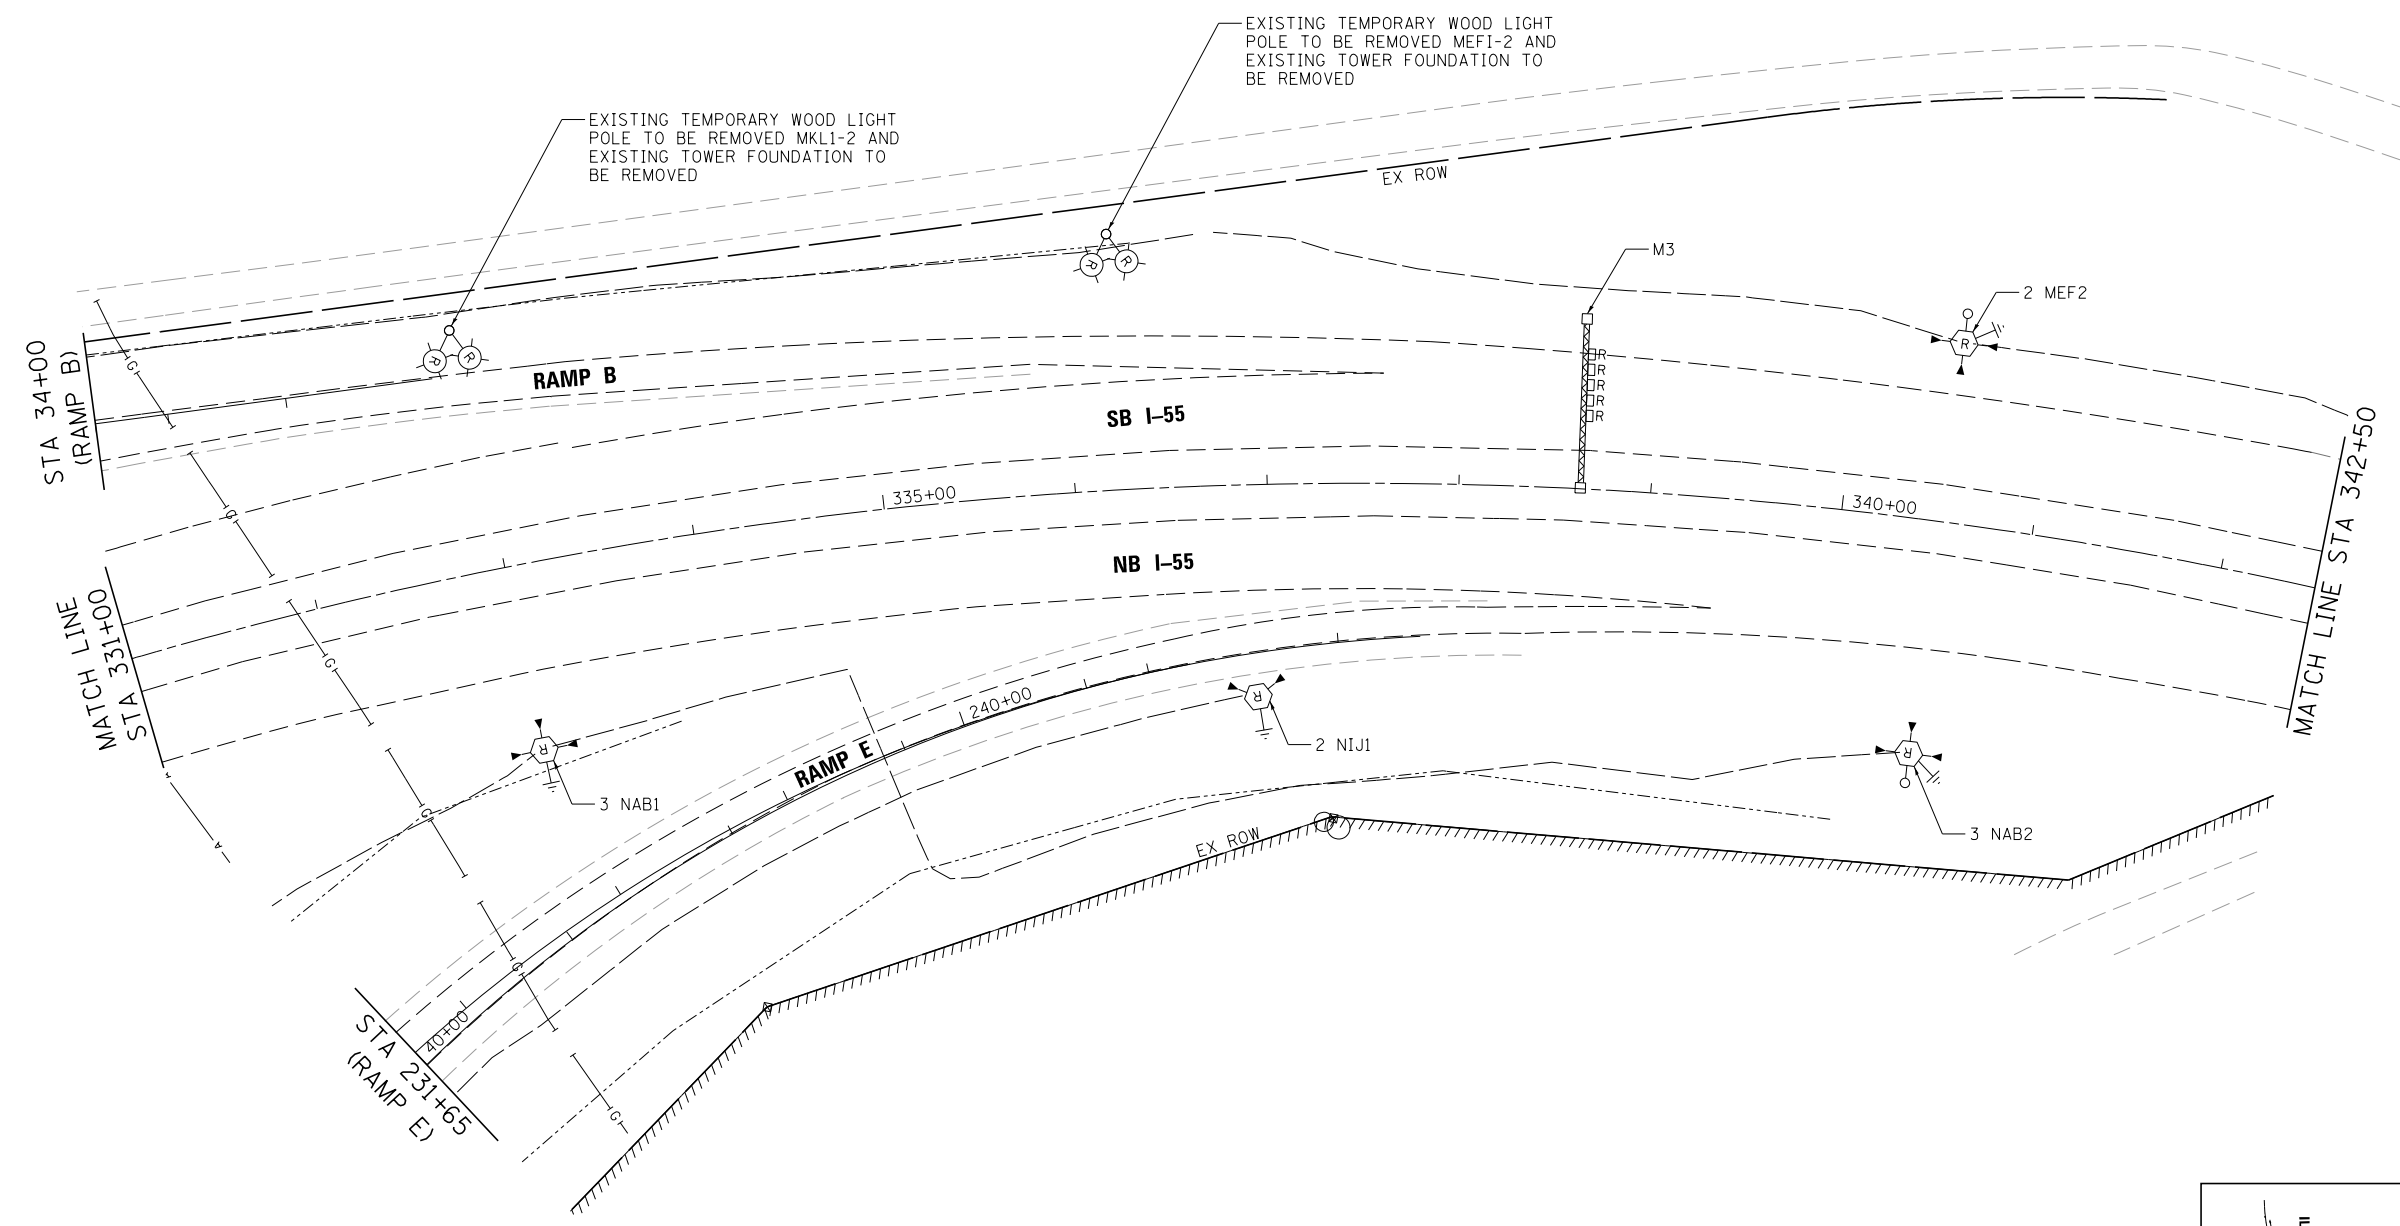 EXISTING TEMPORARY WOOD LIGHT
POLE TO BE REMOVED MEFI-2 AND
EXISTING TOWER FOUNDATION TO
BE REMOVED
EXISTING TEMPORARY WOOD LIGHT
POLE TO BE REMOVED MKL1-2 AND
EXISTING TOWER FOUNDATION TO
BE REMOVED
EX ROW
M3
2 MEF2
R
R
R
R
R
R
R
R
R
R
STA 34+00
(RAMP B)
G
RAMP B
SB I-55
335+00
340+00
MATCH LINE STA 342+50
G
NB I-55
MATCH LINE
STA 331+00
G
R
2 NIJ1
240+00
RAMP E
R
3 NAB1
R
3 NAB2
G
A
EX ROW
G
40+00
STA 231+65
(RAMP E)
G